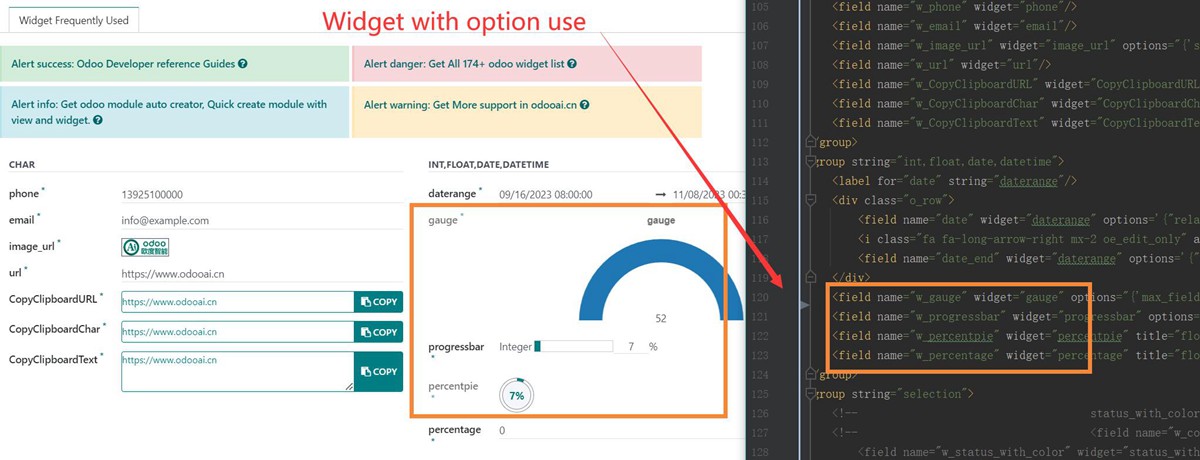 Widget with option use
Widget Frequently Used
Alert success: Odoo Developer reference Guides
Alert danger: Get All 174+ odoo widget list
Alert info: Get odoo module auto creator, Quick create module with
view and widget.
Alert warning: Get More support in odooai.cn
CHAR
phone * 13925100000
email * info@example.com
image_url * odoo 欧度智能
url * https://www.odooai.cn
CopyClipboardURL * https://www.odooai.cn COPY
CopyClipboardChar * https://www.odooai.cn COPY
CopyClipboardText * https://www.odooai.cn COPY
INT,FLOAT,DATE,DATETIME
daterange * 09/16/2023 08:00:00 → 11/08/2023 00:3
gauge * gauge
52
progressbar * Integer 7 %
percentpie * 7%
percentage * 0
105 <field name="w_phone" widget="phone"/>
106 <field name="w_email" widget="email"/>
107 <field name="w_image_url" widget="image_url" options="{'s
108 <field name="w_url" widget="url"/>
109 <field name="w_CopyClipboardURL" widget="CopyClipboardURL
110 <field name="w_CopyClipboardChar" widget="CopyClipboardCh
111 <field name="w_CopyClipboardText" widget="CopyClipboardTe
112 /group>
113 group string="int,float,date,datetime">
114 <label for="date" string="daterange"/>
115 <div class="o_row">
116 <field name="date" widget="daterange" options='{"rela
117 <i class="fa fa-long-arrow-right mx-2 oe_edit_only" a
118 <field name="date_end" widget="daterange" options='{"
119 </div>
120 <field name="w_gauge" widget="gauge" options="{'max_field
121 <field name="w_progressbar" widget="progressbar" options=
122 <field name="w_percentpie" widget="percentpie" title="flo
123 <field name="w_percentage" widget="percentage" title="flo
124 /group>
125 group string="selection">
126 <!-- status_with_color
127 <!-- <field name="w_
128 <field name="w_status_with_color" widget="status_with